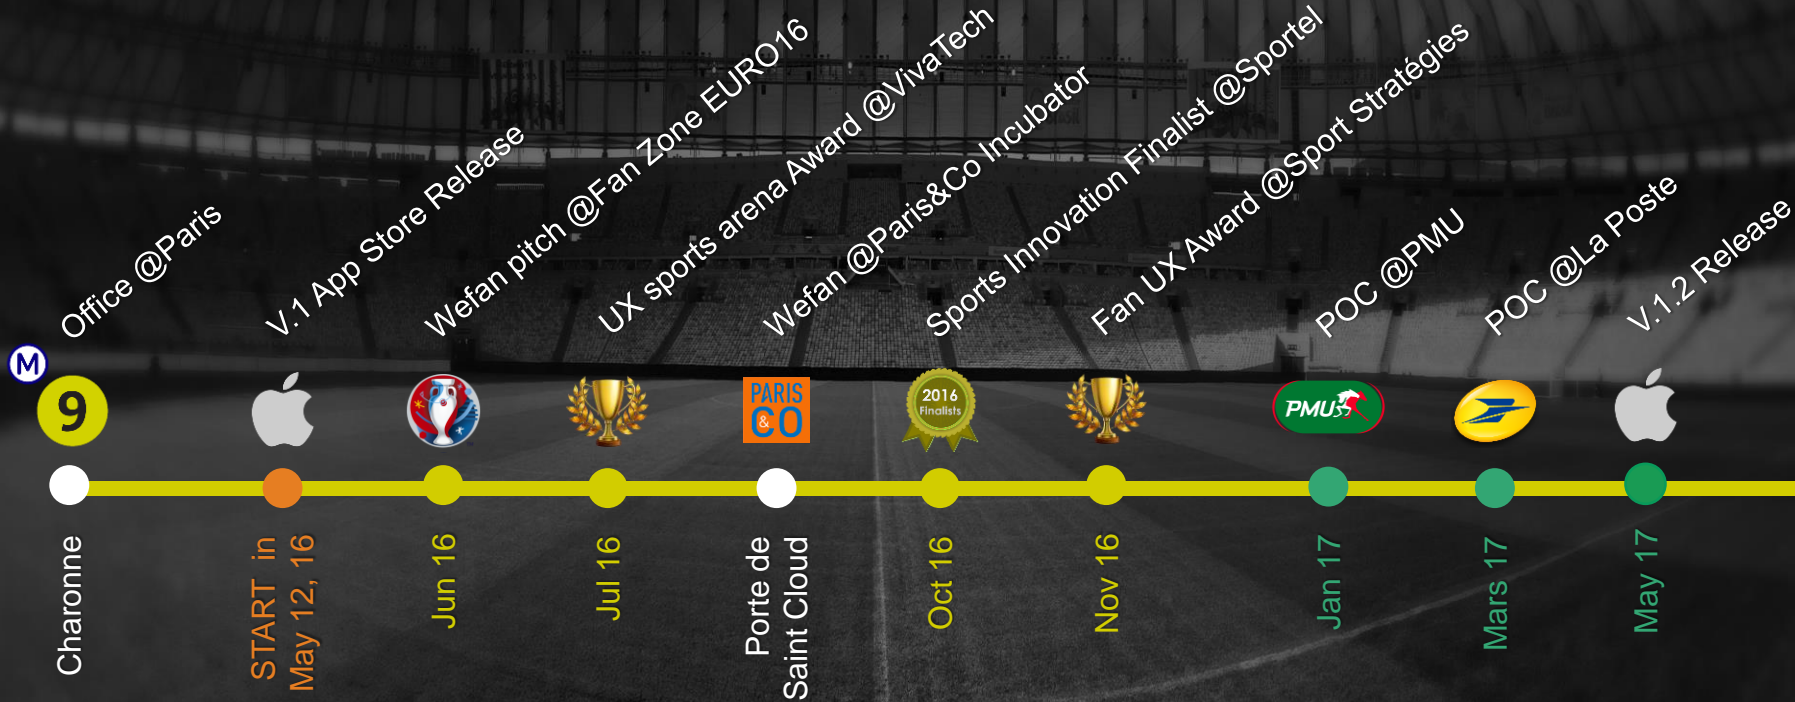 Office @Paris
V.1 App Store Release
Wefan pitch @Fan Zone EURO16
UX sports arena Award @VivaTech
Wefan @Paris&Co Incubator
Sports Innovation Finalist @Sportel
Fan UX Award @Sport Stratégies
POC @PMU
POC @La Poste
V.1.2 Release
M
9
PARIS
&CO
2016
Finalists
PMU
Charonne
START in
May 12, 16
Jun 16
Jul 16
Porte de
Saint Cloud
Oct 16
Nov 16
Jan 17
Mars 17
May 17